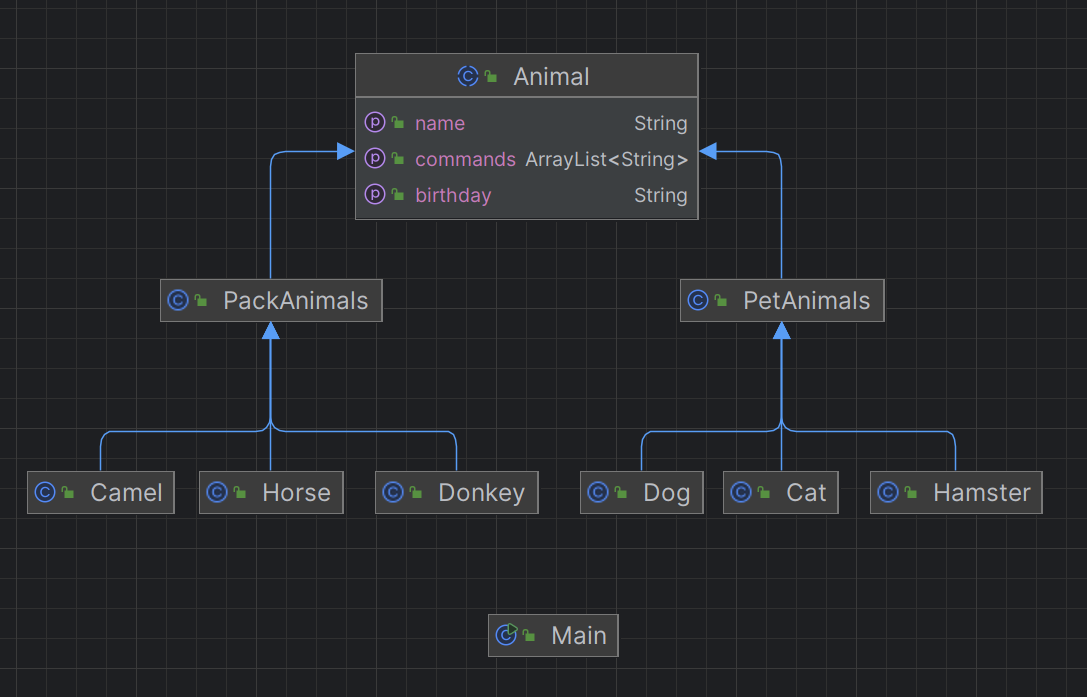 Animal
name String
commands ArrayList<String>
birthday String
PackAnimals PetAnimals
Camel Horse Donkey Dog Cat Hamster
Main